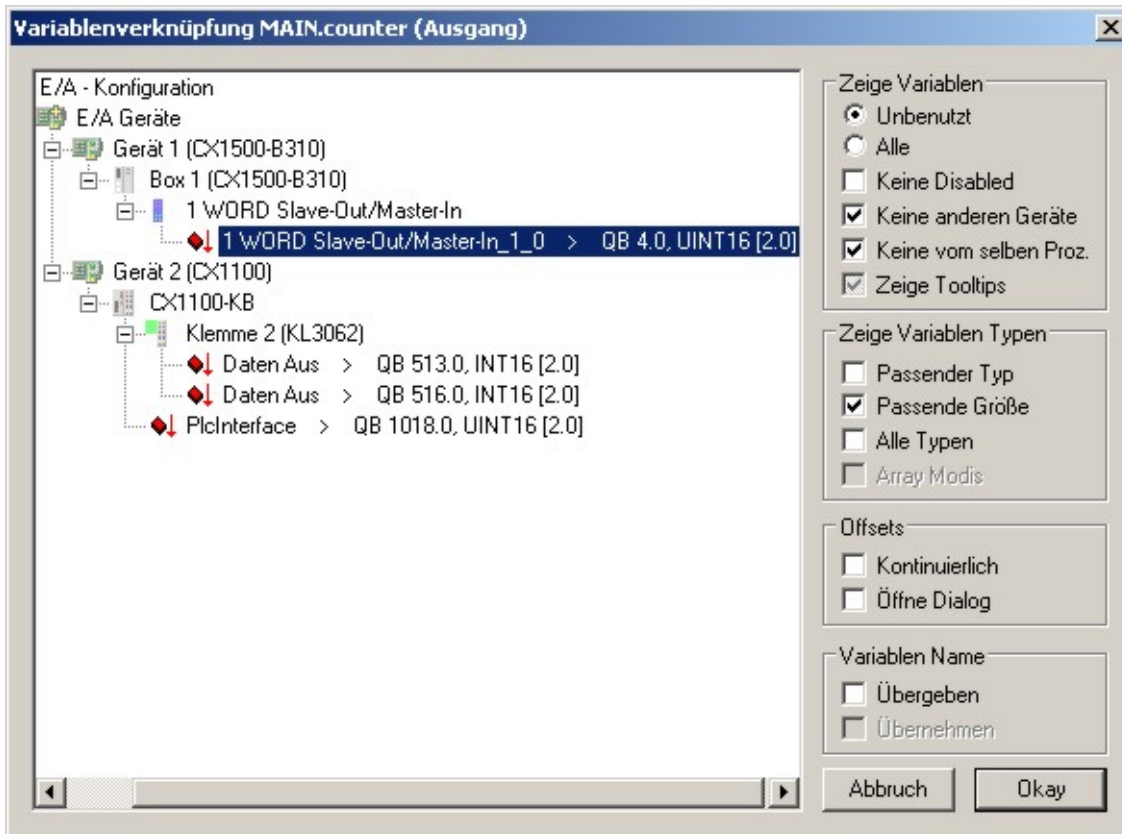 Variablenverknüpfung MAIN.counter (Ausgang)
E/A - Konfiguration
E/A Geräte
Gerät 1 (CX1500-B310)
Box 1 (CX1500-B310)
1 WORD Slave-Out/Master-In
1 WORD Slave-Out/Master-In_1_0 > QB 4.0, UINT16 [2.0]
Gerät 2 (CX1100)
CX1100-KB
Klemme 2 (KL3062)
Daten Aus > QB 513.0, INT16 [2.0]
Daten Aus > QB 516.0, INT16 [2.0]
PlcInterface > QB 1018.0, UINT16 [2.0]
Zeige Variablen
Unbenutzt
Alle
Keine Disabled
Keine anderen Geräte
Keine vom selben Proz.
Zeige Tooltips
Zeige Variablen Typen
Passender Typ
Passende Größe
Alle Typen
Array Modis
Offsets
Kontinuierlich
Öffne Dialog
Variablen Name
Übergeben
Übernehmen
Abbruch
Okay